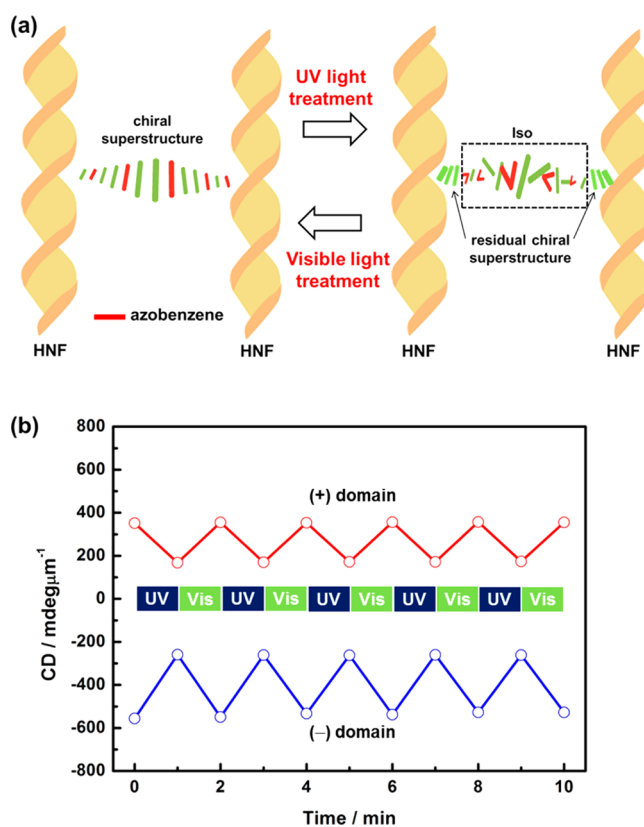 (a)
UV light
treatment
chiral
superstructure
Iso
Visible light
treatment
residual chiral
superstructure
azobenzene
HNF
HNF
HNF
HNF
(b)
800
600
400
200
0
-200
-400
-600
-800
CD / mdegμm⁻¹
(+) domain
UV Vis UV Vis UV Vis UV Vis UV Vis
(−) domain
0 2 4 6 8 10
Time / min